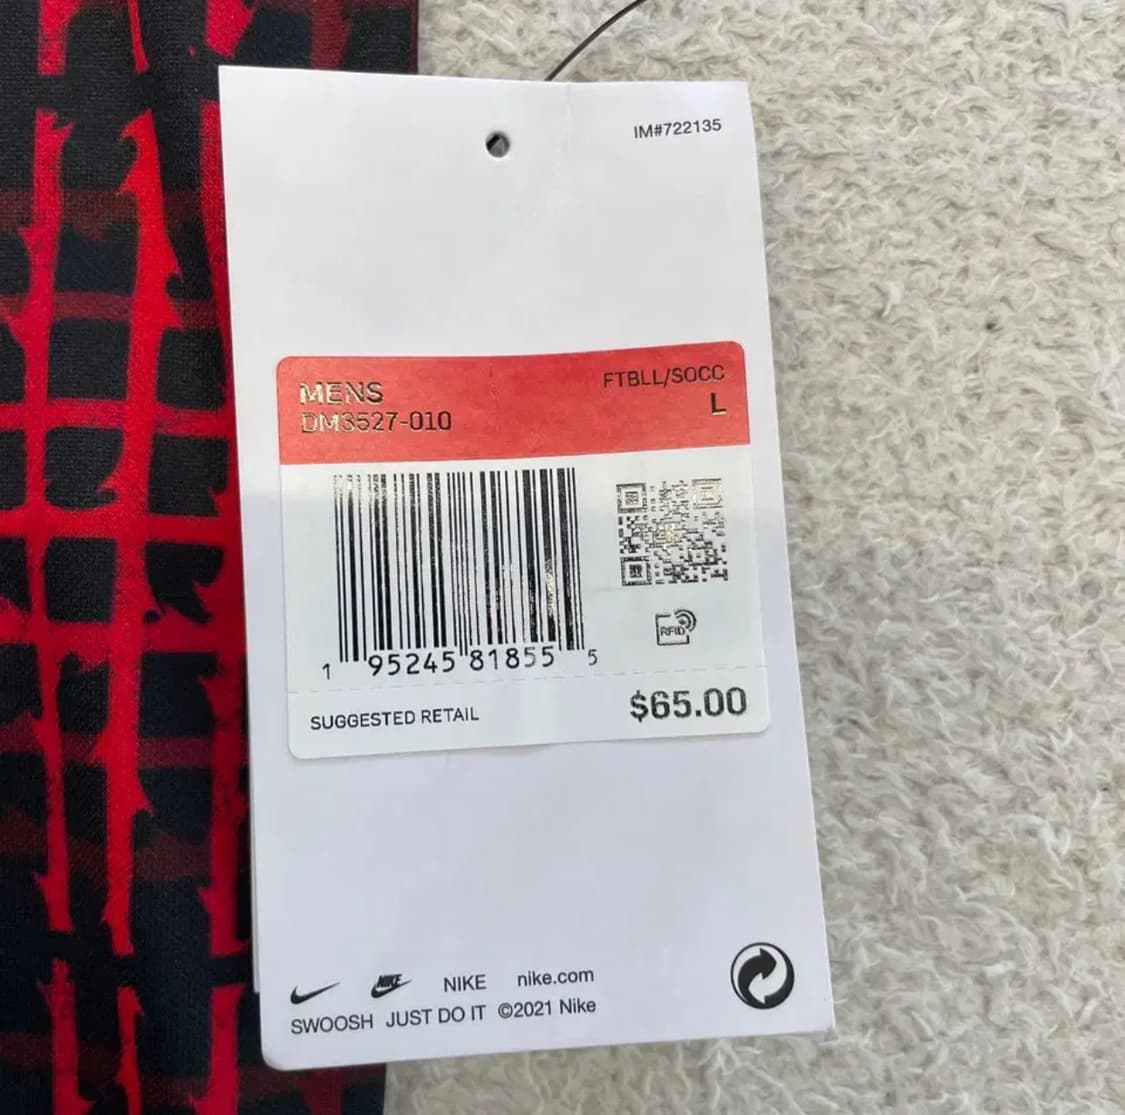 IM#722135
MENS FTBLL/SOCC
DM3527-010 L
RFID
1 95245 81855 5
SUGGESTED RETAIL $65.00
NIKE NIKE nike.com
SWOOSH JUST DO IT ©2021 Nike